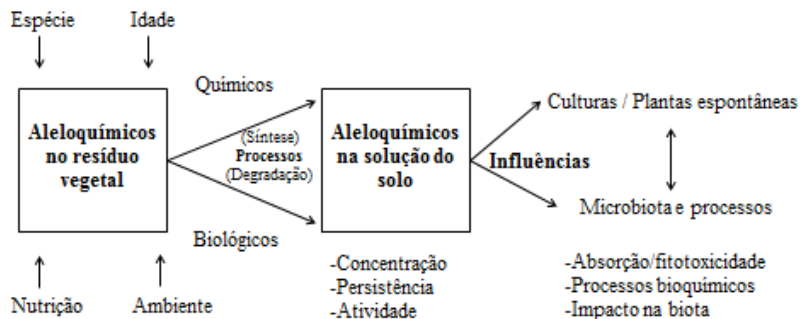 Espécie
Idade
Químicos
Aleloquímicos
no resíduo
vegetal
(Síntese)
Processos
(Degradação)
Biológicos
Nutrição
Ambiente
Aleloquímicos
na solução do
solo
-Concentração
-Persistência
-Atividade
Influências
Culturas / Plantas espontâneas
Microbiota e processos
-Absorção/fitotoxicidade
-Processos bioquímicos
-Impacto na biota